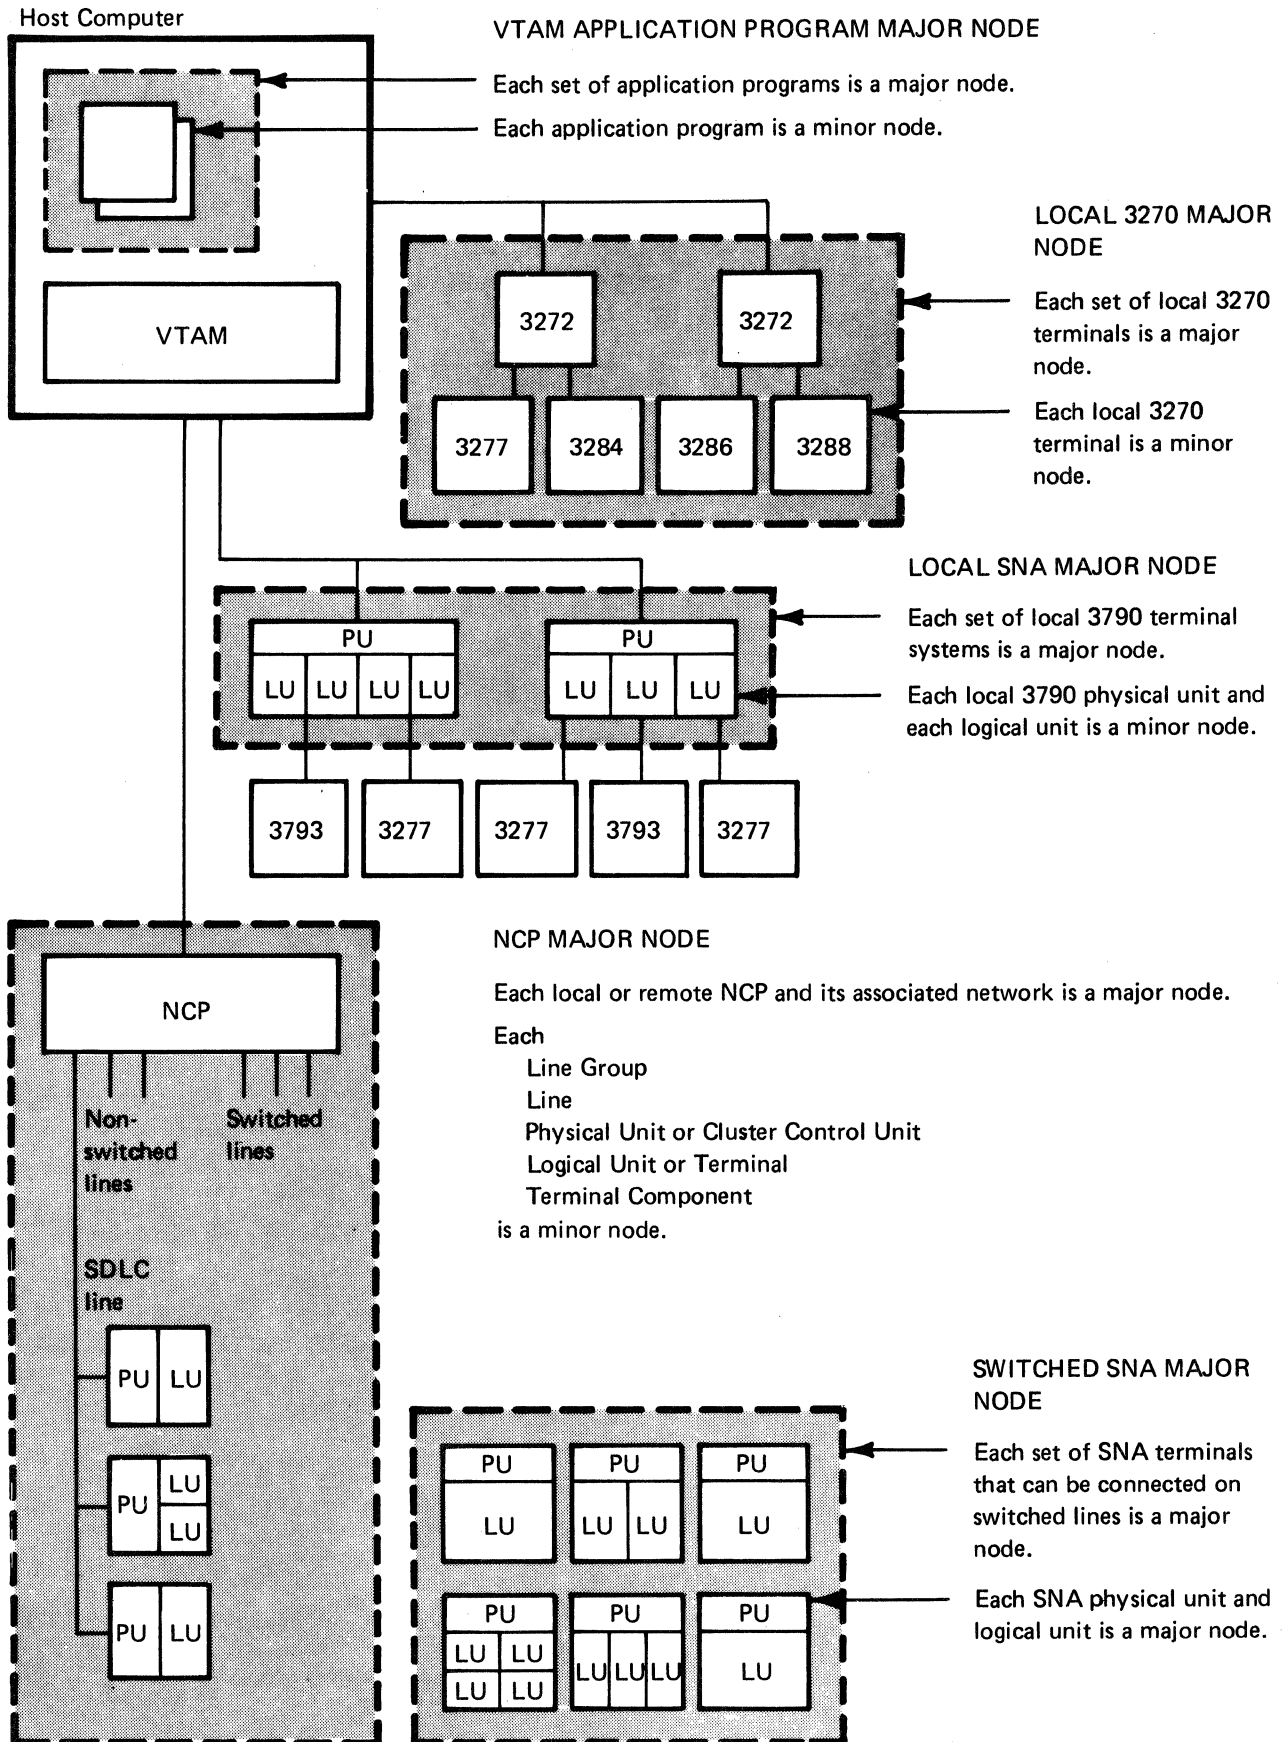 Host Computer
VTAM APPLICATION PROGRAM MAJOR NODE
Each set of application programs is a major node.
Each application program is a minor node.
VTAM
LOCAL 3270 MAJOR
NODE
Each set of local 3270
terminals is a major
node.
Each local 3270
terminal is a minor
node.
3272
3272
3277
3284
3286
3288
LOCAL SNA MAJOR NODE
Each set of local 3790 terminal
systems is a major node.
Each local 3790 physical unit and
each logical unit is a minor node.
PU
LU LU LU LU
PU
LU LU LU
3793
3277
3277
3793
3277
NCP MAJOR NODE
Each local or remote NCP and its associated network is a major node.
Each
Line Group
Line
Physical Unit or Cluster Control Unit
Logical Unit or Terminal
Terminal Component
is a minor node.
NCP
Non-
switched
lines
Switched
lines
SDLC
line
PU LU
PU LU
LU
PU LU
SWITCHED SNA MAJOR
NODE
Each set of SNA terminals
that can be connected on
switched lines is a major
node.
Each SNA physical unit and
logical unit is a major node.
PU
LU
PU
LU LU
PU
LU
PU
LU LU
LU LU
PU
LU LU LU
PU
LU